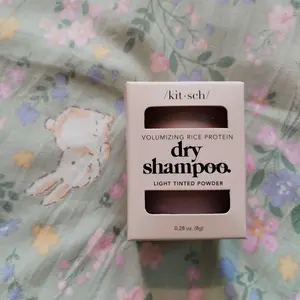 /kit•sch/
VOLUMIZING RICE PROTEIN
dry
shampoo.
LIGHT TINTED POWDER
0.28 oz. (8g)